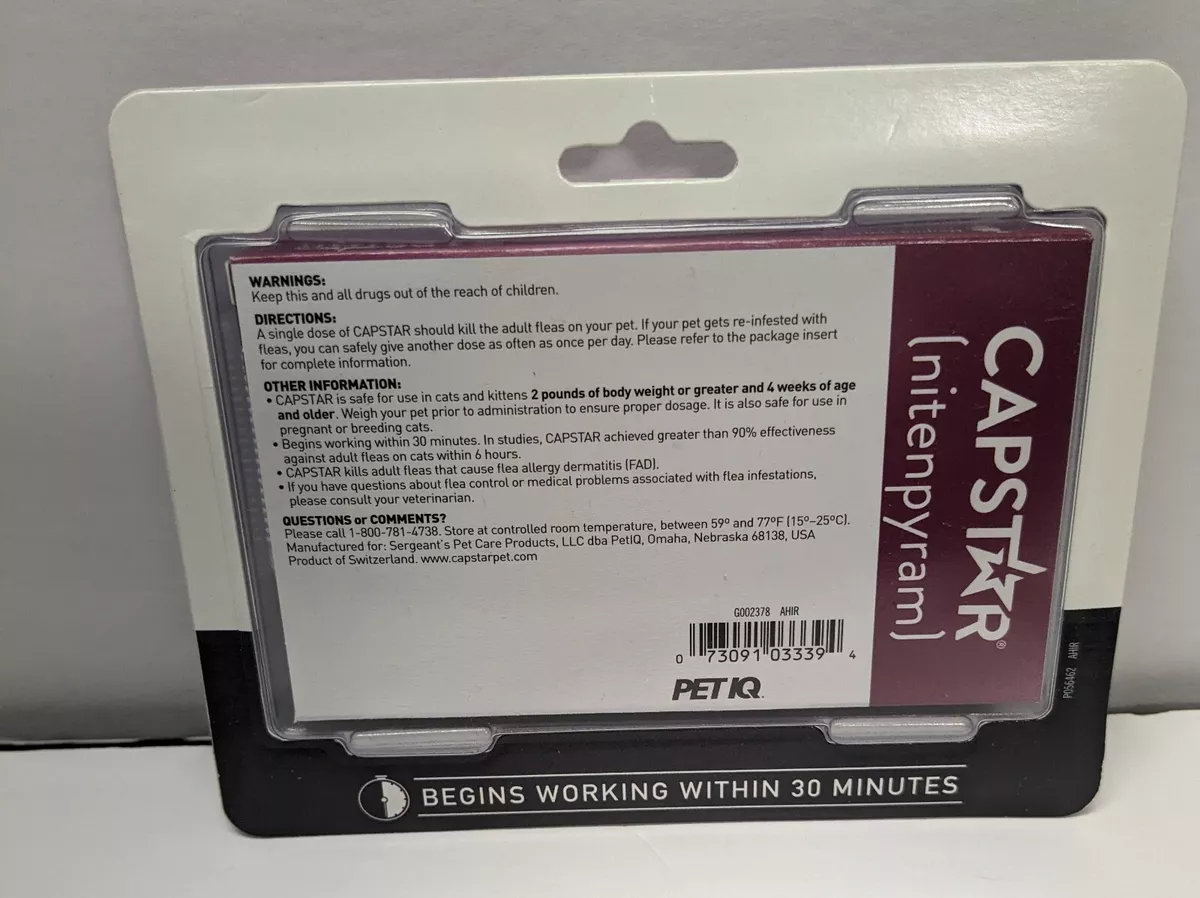 WARNINGS:
Keep this and all drugs out of the reach of children.
DIRECTIONS:
A single dose of CAPSTAR should kill the adult fleas on your pet. If your pet gets re-infested with
fleas, you can safely give another dose as often as once per day. Please refer to the package insert
for complete information.
OTHER INFORMATION:
• CAPSTAR is safe for use in cats and kittens 2 pounds of body weight or greater and 4 weeks of age
and older. Weigh your pet prior to administration to ensure proper dosage. It is also safe for use in
pregnant or breeding cats.
• Begins working within 30 minutes. In studies, CAPSTAR achieved greater than 90% effectiveness
against adult fleas on cats within 6 hours.
• CAPSTAR kills adult fleas that cause flea allergy dermatitis (FAD).
• If you have questions about flea control or medical problems associated with flea infestations,
please consult your veterinarian.
QUESTIONS or COMMENTS?
Please call 1-800-781-4738. Store at controlled room temperature, between 59º and 77ºF (15º–25ºC).
Manufactured for: Sergeant's Pet Care Products, LLC dba PetIQ, Omaha, Nebraska 68138, USA
Product of Switzerland. www.capstarpet.com
G002378 AHIR
0 73091 03339 4
PETIQ.
CAPSTAR®
(nitenpyram)
P056462 AHIR
BEGINS WORKING WITHIN 30 MINUTES